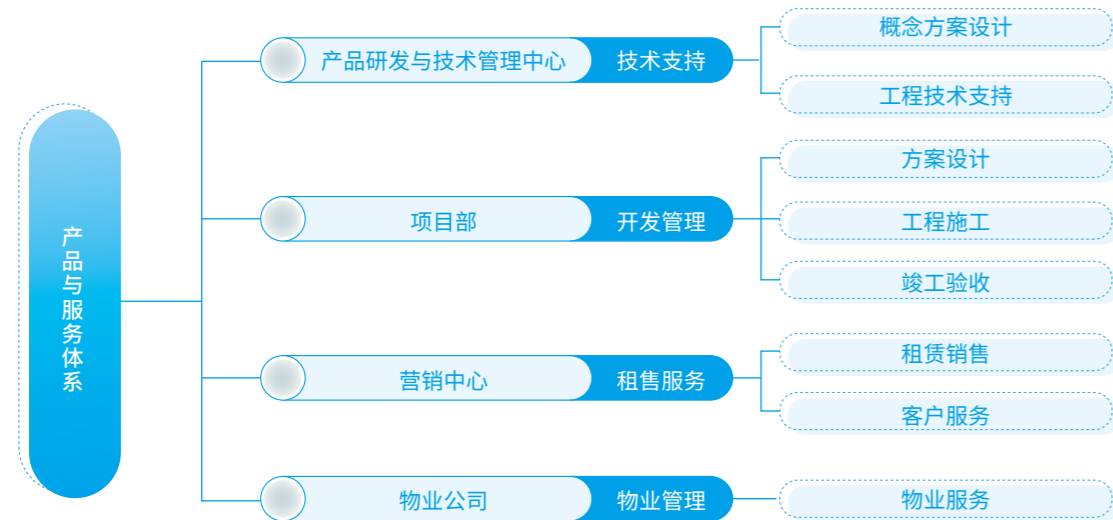 产品与服务体系
产品研发与技术管理中心 技术支持
概念方案设计
工程技术支持
项目部 开发管理
方案设计
工程施工
竣工验收
营销中心 租售服务
租赁销售
客户服务
物业公司 物业管理
物业服务